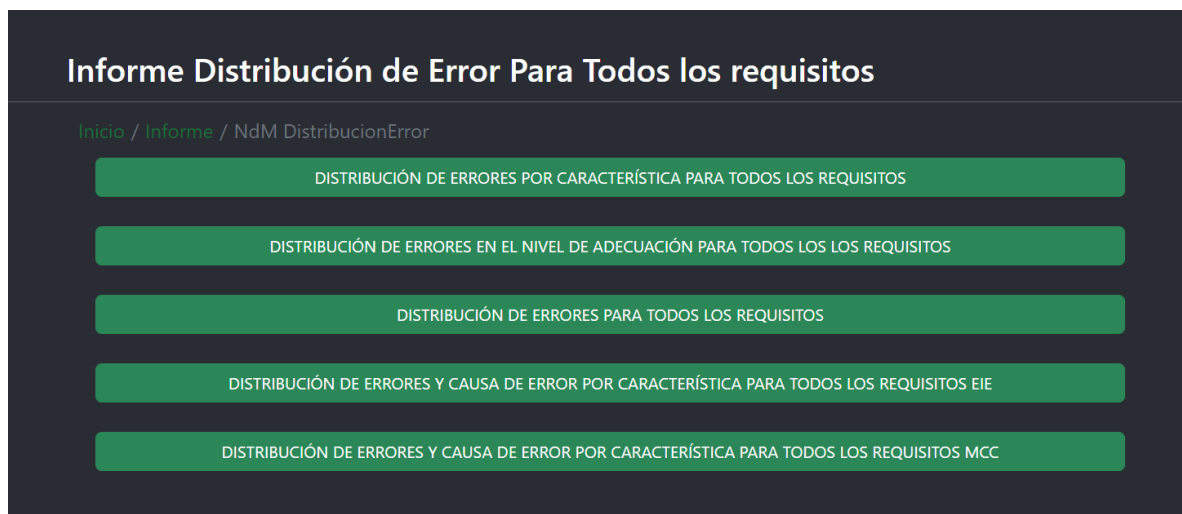 Informe Distribución de Error Para Todos los requisitos
Inicio / Informe / NdM DistribucionError
DISTRIBUCIÓN DE ERRORES POR CARACTERÍSTICA PARA TODOS LOS REQUISITOS
DISTRIBUCIÓN DE ERRORES EN EL NIVEL DE ADECUACIÓN PARA TODOS LOS LOS REQUISITOS
DISTRIBUCIÓN DE ERRORES PARA TODOS LOS REQUISITOS
DISTRIBUCIÓN DE ERRORES Y CAUSA DE ERROR POR CARACTERÍSTICA PARA TODOS LOS REQUISITOS EIE
DISTRIBUCIÓN DE ERRORES Y CAUSA DE ERROR POR CARACTERÍSTICA PARA TODOS LOS REQUISITOS MCC